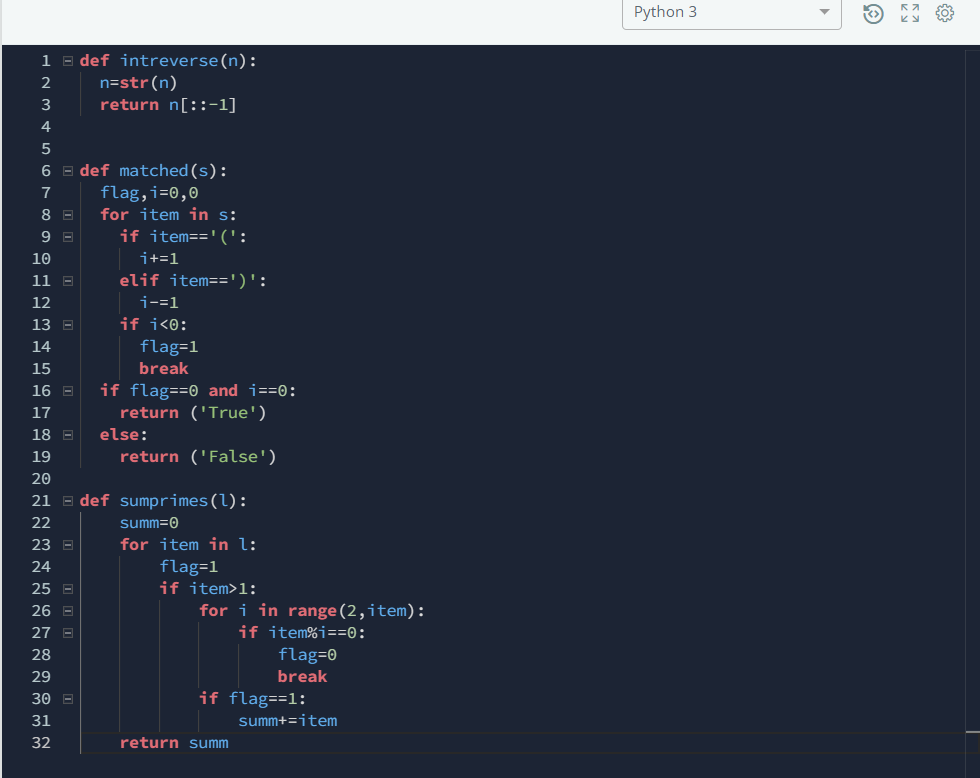 Python 3
1 def intreverse(n):
2   n=str(n)
3   return n[::-1]
4
5
6 def matched(s):
7   flag,i=0,0
8   for item in s:
9     if item=='(':
10       i+=1
11     elif item==')':
12       i-=1
13     if i<0:
14       flag=1
15       break
16   if flag==0 and i==0:
17     return ('True')
18   else:
19     return ('False')
20
21 def sumprimes(l):
22     summ=0
23     for item in l:
24         flag=1
25         if item>1:
26             for i in range(2,item):
27                 if item%i==0:
28                     flag=0
29                     break
30             if flag==1:
31                 summ+=item
32     return summ